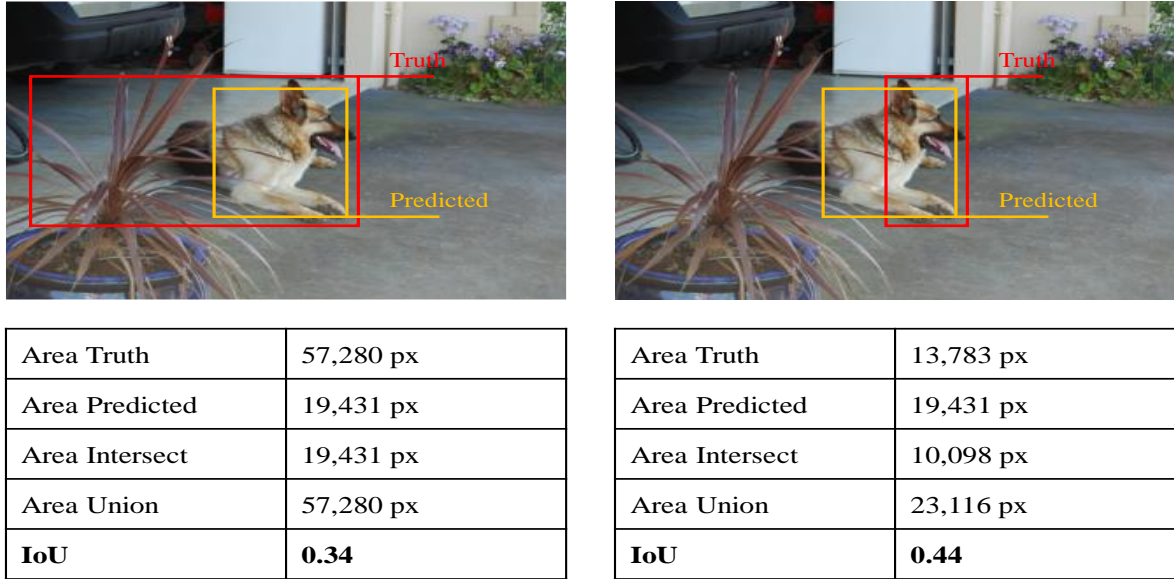 Truth
Predicted
Truth
Predicted
Area Truth 57,280 px
Area Predicted 19,431 px
Area Intersect 19,431 px
Area Union 57,280 px
IoU 0.34
Area Truth 13,783 px
Area Predicted 19,431 px
Area Intersect 10,098 px
Area Union 23,116 px
IoU 0.44